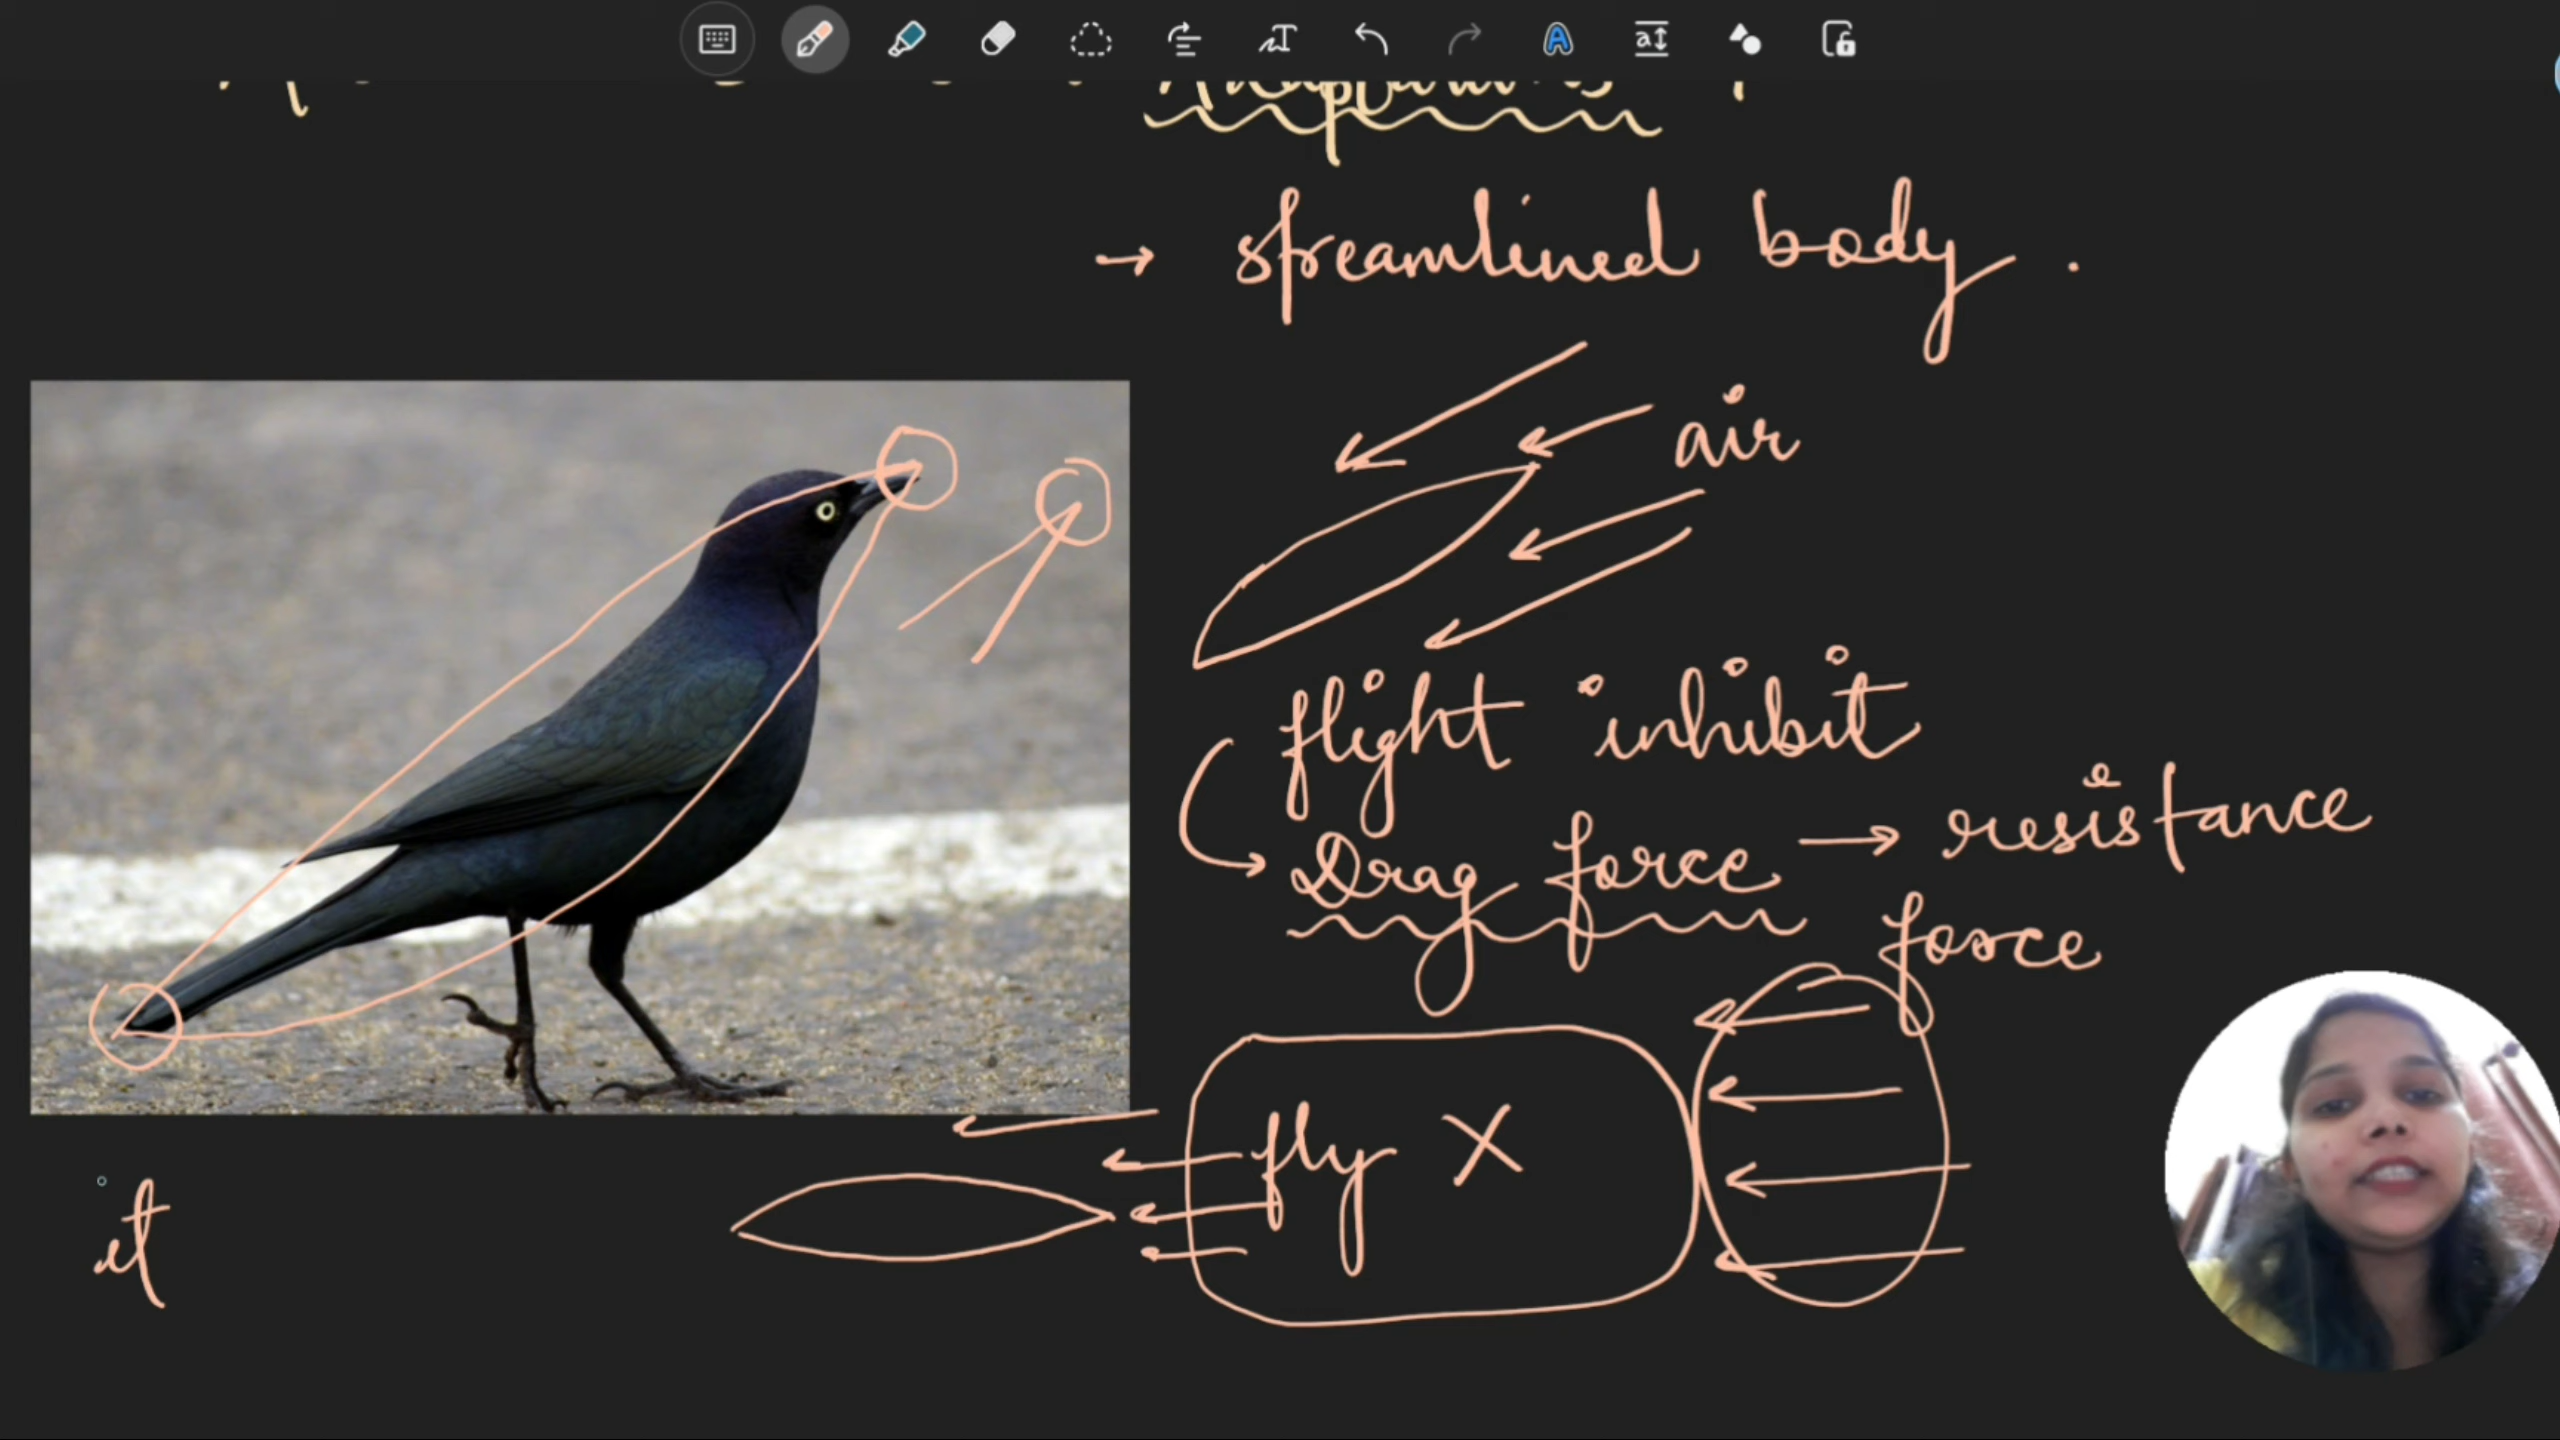 → streamlined body .
air
flight inhibit
Drag force → resistance
force
fly X
it